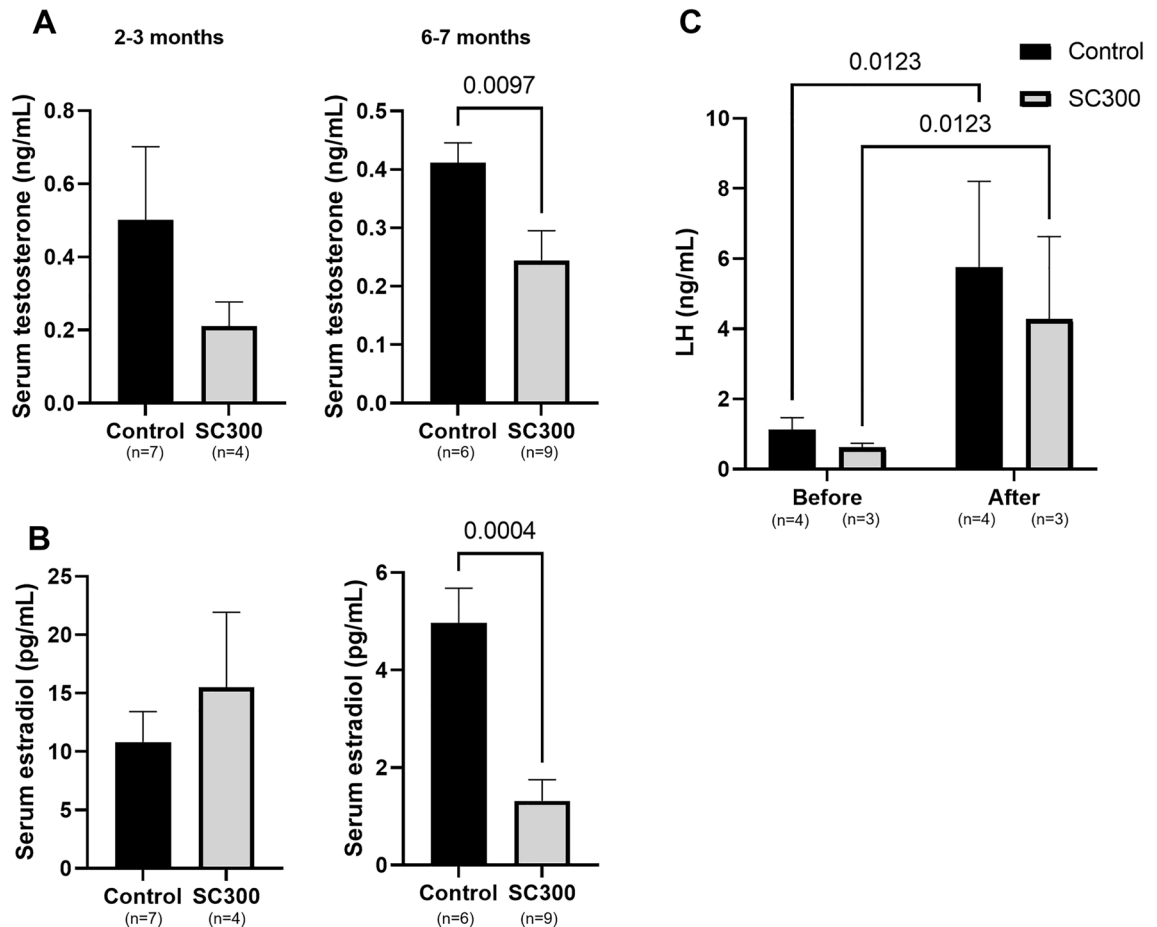 A
2-3 months
6-7 months
Serum testosterone (ng/mL)
0.8
0.6
0.4
0.2
0.0
Control SC300
(n=7) (n=4)
Serum testosterone (ng/mL)
0.0097
0.5
0.4
0.3
0.2
0.1
0.0
Control SC300
(n=6) (n=9)
B
Serum estradiol (pg/mL)
25
20
15
10
5
0
Control SC300
(n=7) (n=4)
Serum estradiol (pg/mL)
0.0004
6
4
2
0
Control SC300
(n=6) (n=9)
C
Control
SC300
0.0123
0.0123
LH (ng/mL)
10
8
6
4
2
0
Before After
(n=4) (n=3) (n=4) (n=3)